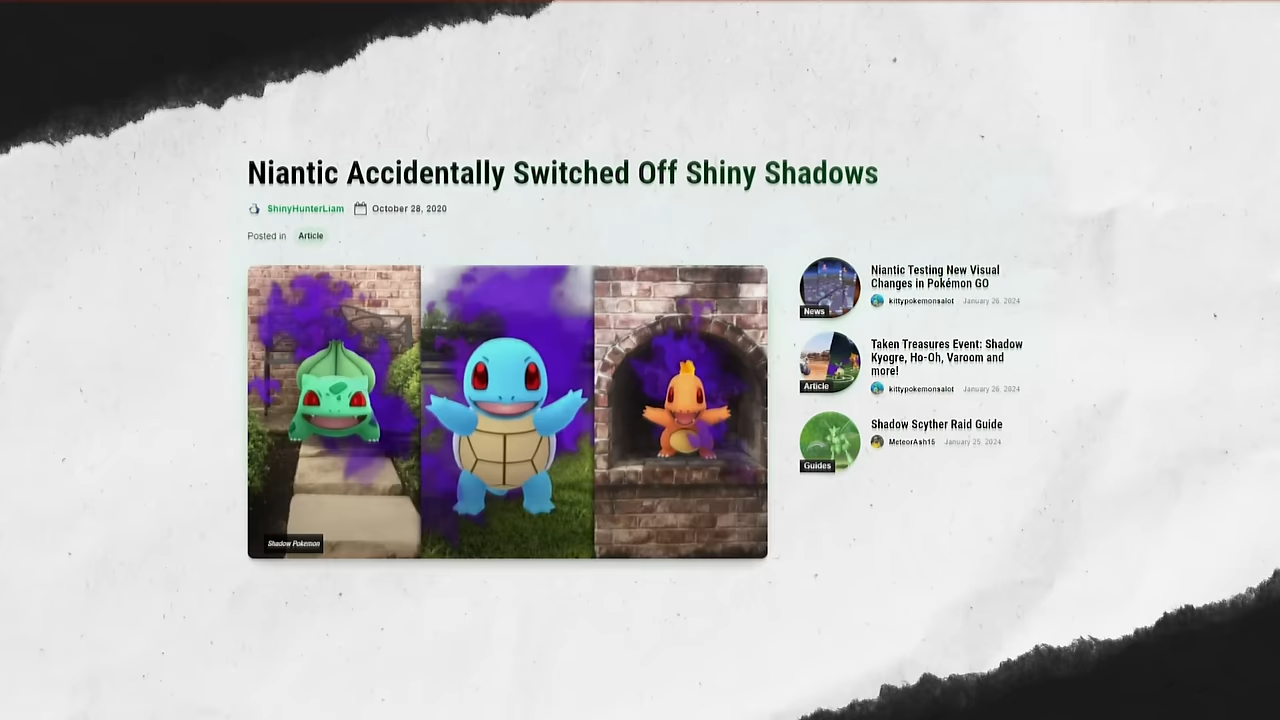 Niantic Accidentally Switched Off Shiny Shadows
ShinyHunterLiam October 28, 2020
Posted in Article
Shadow Pokemon
Niantic Testing New Visual
Changes in Pokémon GO
kittypokemonsalot January 26, 2024
News
Taken Treasures Event: Shadow
Kyogre, Ho-Oh, Varoom and
more!
kittypokemonsalot January 26, 2024
Article
Shadow Scyther Raid Guide
MeteorAsh15 January 25, 2024
Guides